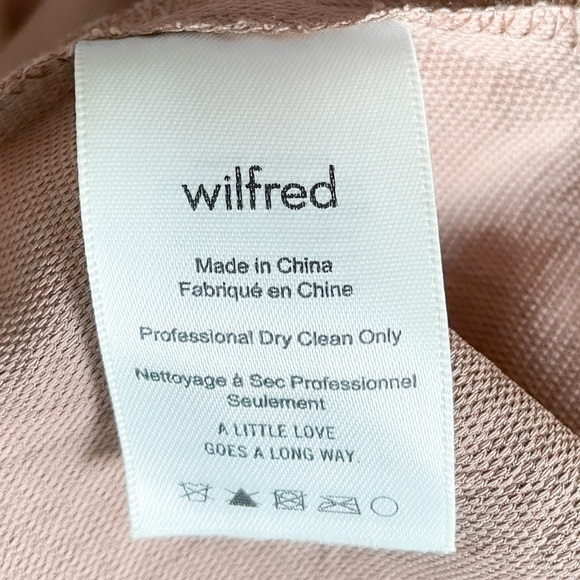 wilfred
Made in China
Fabriqué en Chine
Professional Dry Clean Only
Nettoyage à Sec Professionnel
Seulement
A LITTLE LOVE
GOES A LONG WAY.